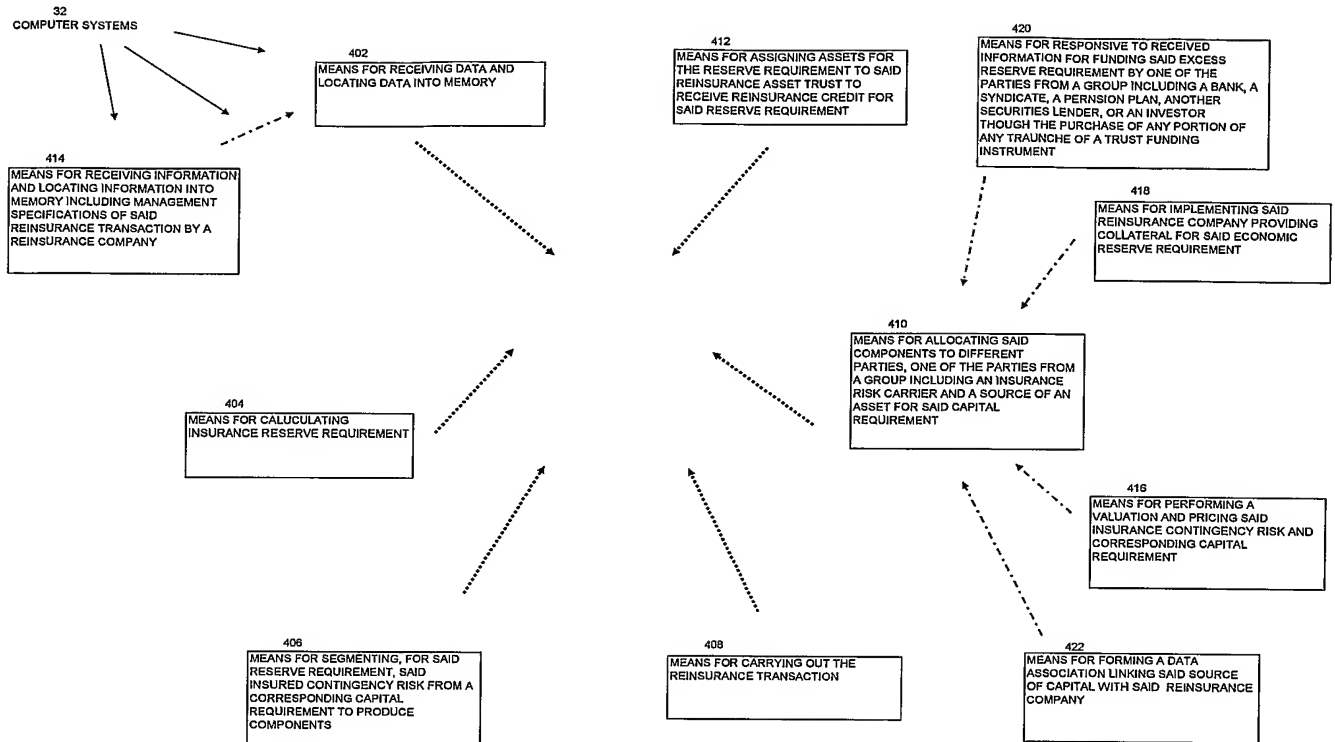 32
COMPUTER SYSTEMS
402
MEANS FOR RECEIVING DATA AND
LOCATING DATA INTO MEMORY
412
MEANS FOR ASSIGNING ASSETS FOR
THE RESERVE REQUIREMENT TO SAID
REINSURANCE ASSET TRUST TO
RECEIVE REINSURANCE CREDIT FOR
SAID RESERVE REQUIREMENT
420
MEANS FOR RESPONSIVE TO RECEIVED
INFORMATION FOR FUNDING SAID EXCESS
RESERVE REQUIREMENT BY ONE OF THE
PARTIES FROM A GROUP INCLUDING A BANK, A
SYNDICATE, A PERNSION PLAN, ANOTHER
SECURITIES LENDER, OR AN INVESTOR
THOUGH THE PURCHASE OF ANY PORTION OF
ANY TRAUNCHE OF A TRUST FUNDING
INSTRUMENT
414
MEANS FOR RECEIVING INFORMATION
AND LOCATING INFORMATION INTO
MEMORY INCLUDING MANAGEMENT
SPECIFICATIONS OF SAID
REINSURANCE TRANSACTION BY A
REINSURANCE COMPANY
418
MEANS FOR IMPLEMENTING SAID
REINSURANCE COMPANY PROVIDING
COLLATERAL FOR SAID ECONOMIC
RESERVE REQUIREMENT
410
MEANS FOR ALLOCATING SAID
COMPONENTS TO DIFFERENT
PARTIES, ONE OF THE PARTIES FROM
A GROUP INCLUDING AN INSURANCE
RISK CARRIER AND A SOURCE OF AN
ASSET FOR SAID CAPITAL
REQUIREMENT
404
MEANS FOR CALUCULATING
INSURANCE RESERVE REQUIREMENT
416
MEANS FOR PERFORMING A
VALUATION AND PRICING SAID
INSURANCE CONTINGENCY RISK AND
CORRESPONDING CAPITAL
REQUIREMENT
406
MEANS FOR SEGMENTING, FOR SAID
RESERVE REQUIREMENT, SAID
INSURED CONTINGENCY RISK FROM A
CORRESPONDING CAPITAL
REQUIREMENT TO PRODUCE
COMPONENTS
408
MEANS FOR CARRYING OUT THE
REINSURANCE TRANSACTION
422
MEANS FOR FORMING A DATA
ASSOCIATION LINKING SAID SOURCE
OF CAPITAL WITH SAID REINSURANCE
COMPANY